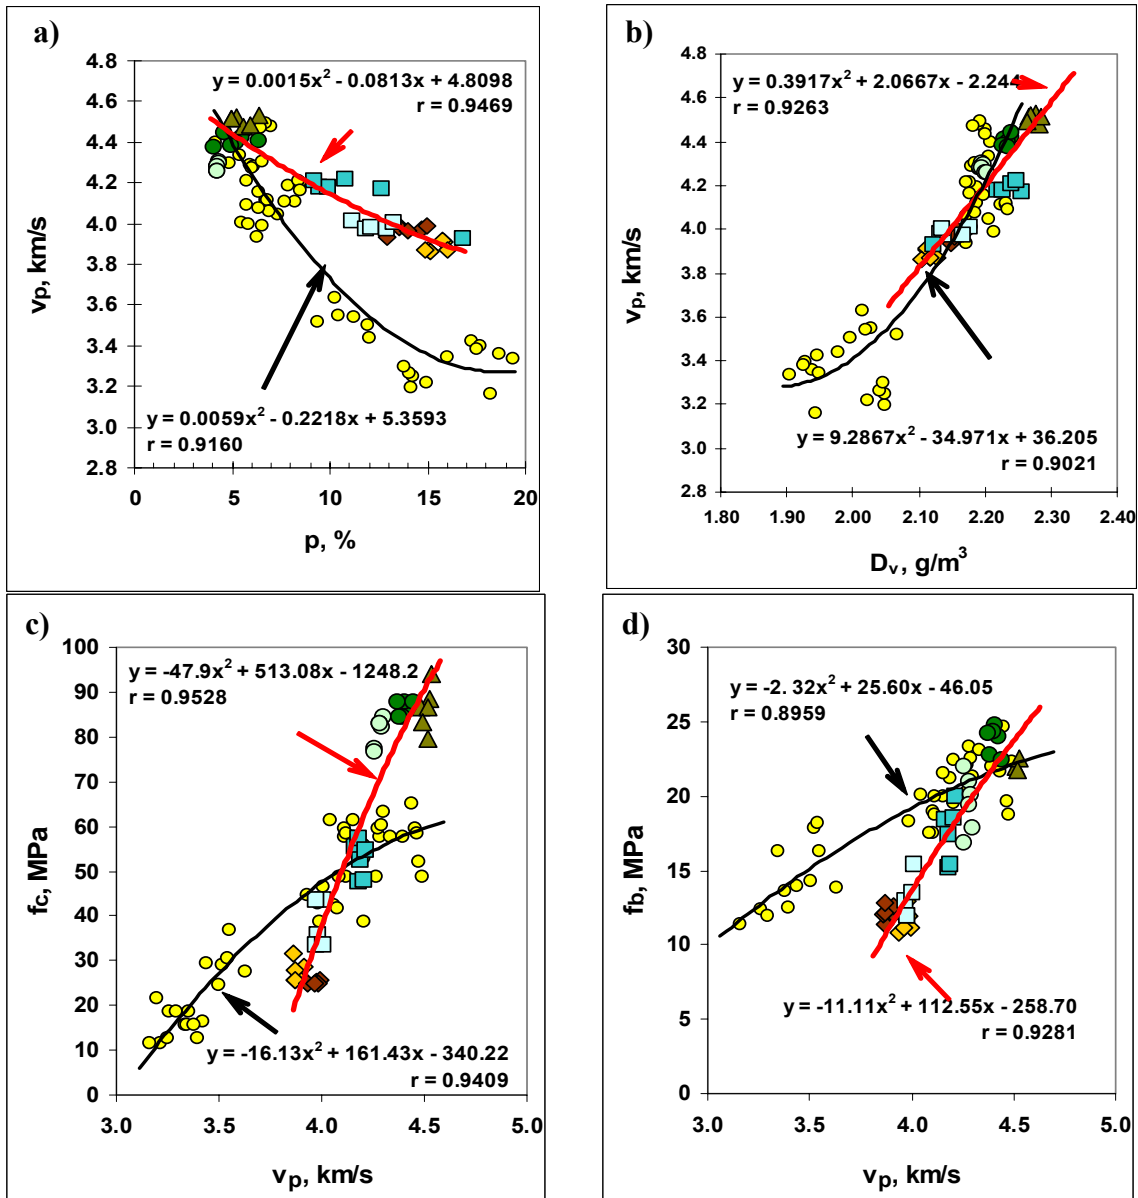 a)
y = 0.0015x² - 0.0813x + 4.8098
r = 0.9469
y = 0.0059x² - 0.2218x + 5.3593
r = 0.9160
4.8
4.6
4.4
4.2
4.0
3.8
3.6
3.4
3.2
3.0
2.8
vp, km/s
0 5 10 15 20
p, %
b)
y = 0.3917x² + 2.0667x - 2.244
r = 0.9263
y = 9.2867x² - 34.971x + 36.205
r = 0.9021
4.8
4.6
4.4
4.2
4.0
3.8
3.6
3.4
3.2
3.0
2.8
vp, km/s
1.80 1.90 2.00 2.10 2.20 2.30 2.40
Dv, g/m³
c)
y = -47.9x² + 513.08x - 1248.2
r = 0.9528
y = -16.13x² + 161.43x - 340.22
r = 0.9409
100
90
80
70
60
50
40
30
20
10
0
fc, MPa
3.0 3.5 4.0 4.5 5.0
vp, km/s
d)
y = -2. 32x² + 25.60x - 46.05
r = 0.8959
y = -11.11x² + 112.55x - 258.70
r = 0.9281
30
25
20
15
10
5
0
fb, MPa
3.0 3.5 4.0 4.5 5.0
vp, km/s